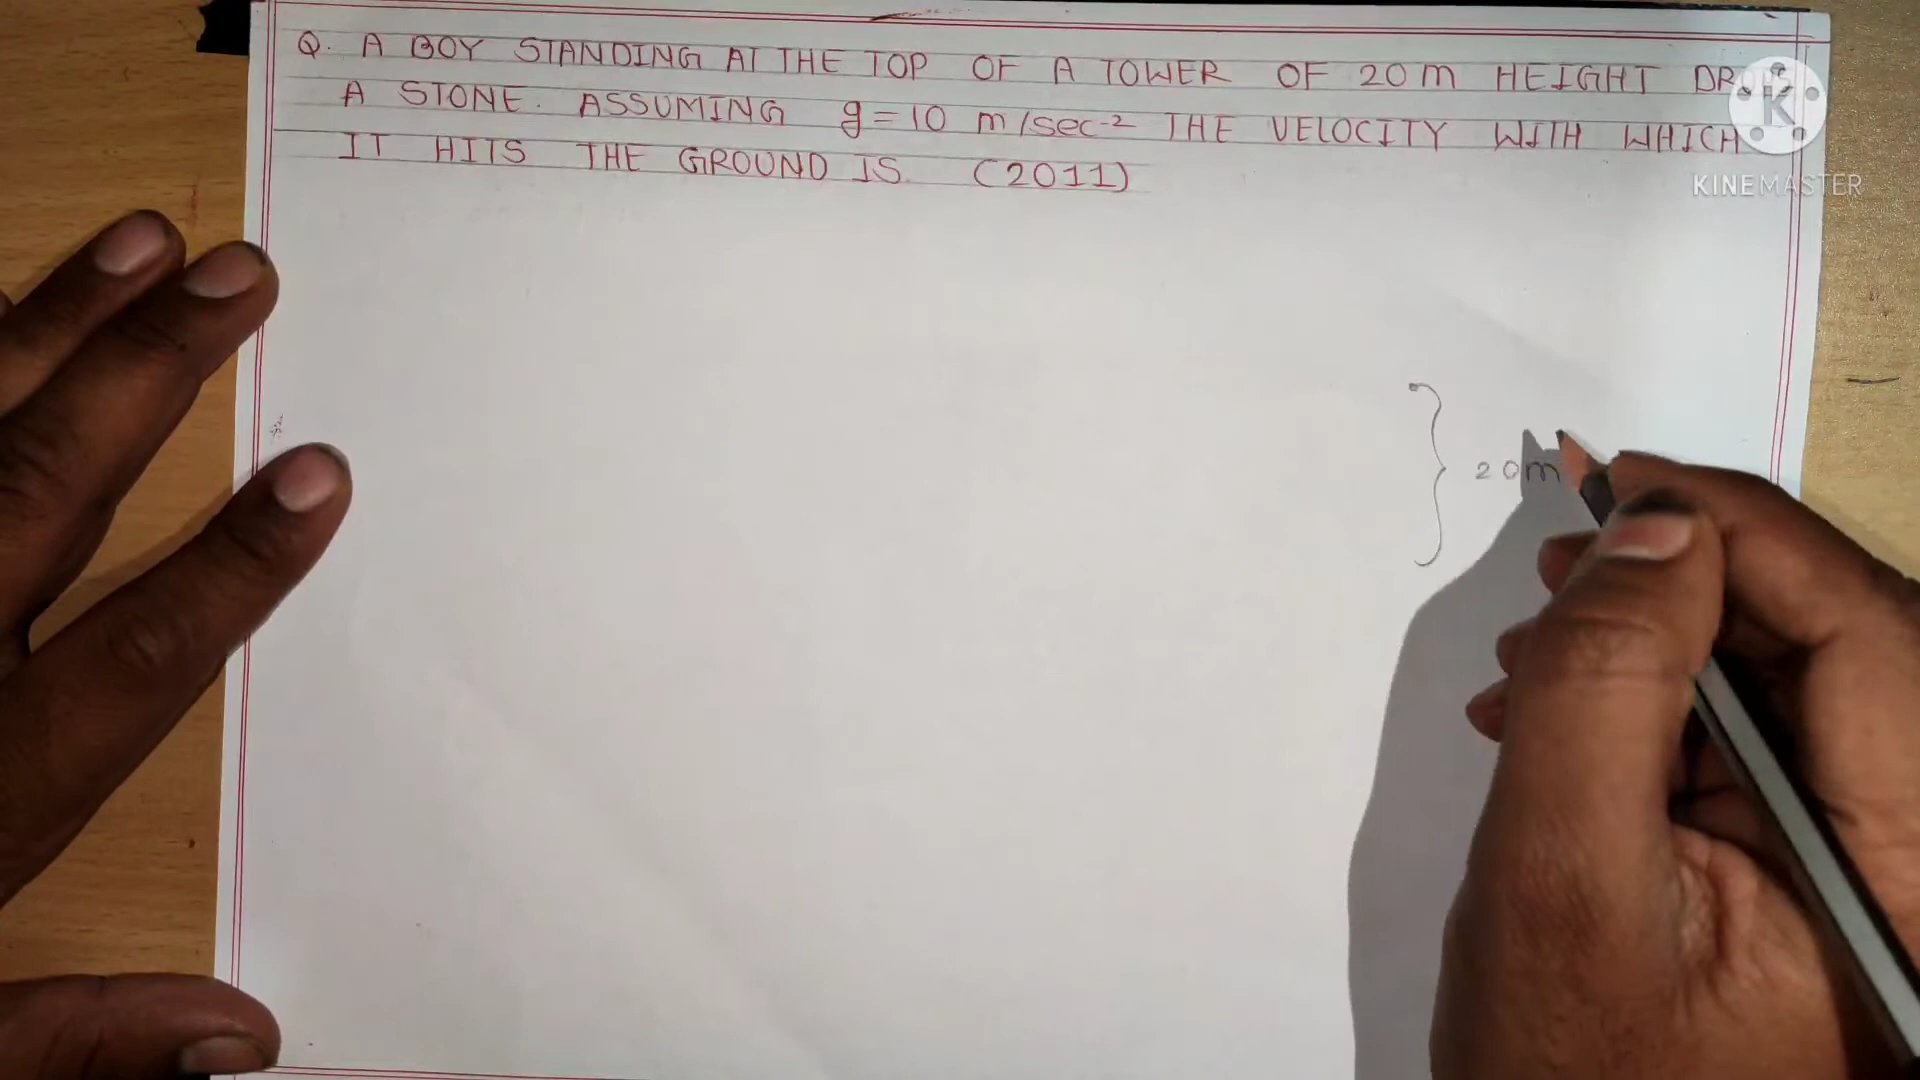 Q. A BOY STANDING AT THE TOP OF A TOWER OF 20 m HEIGHT
A STONE. ASSUMING g = 10 m/sec-2 THE VELOCITY WITH WHICH
IT HITS THE GROUND IS. (2011)
K
KINEMASTER
20m